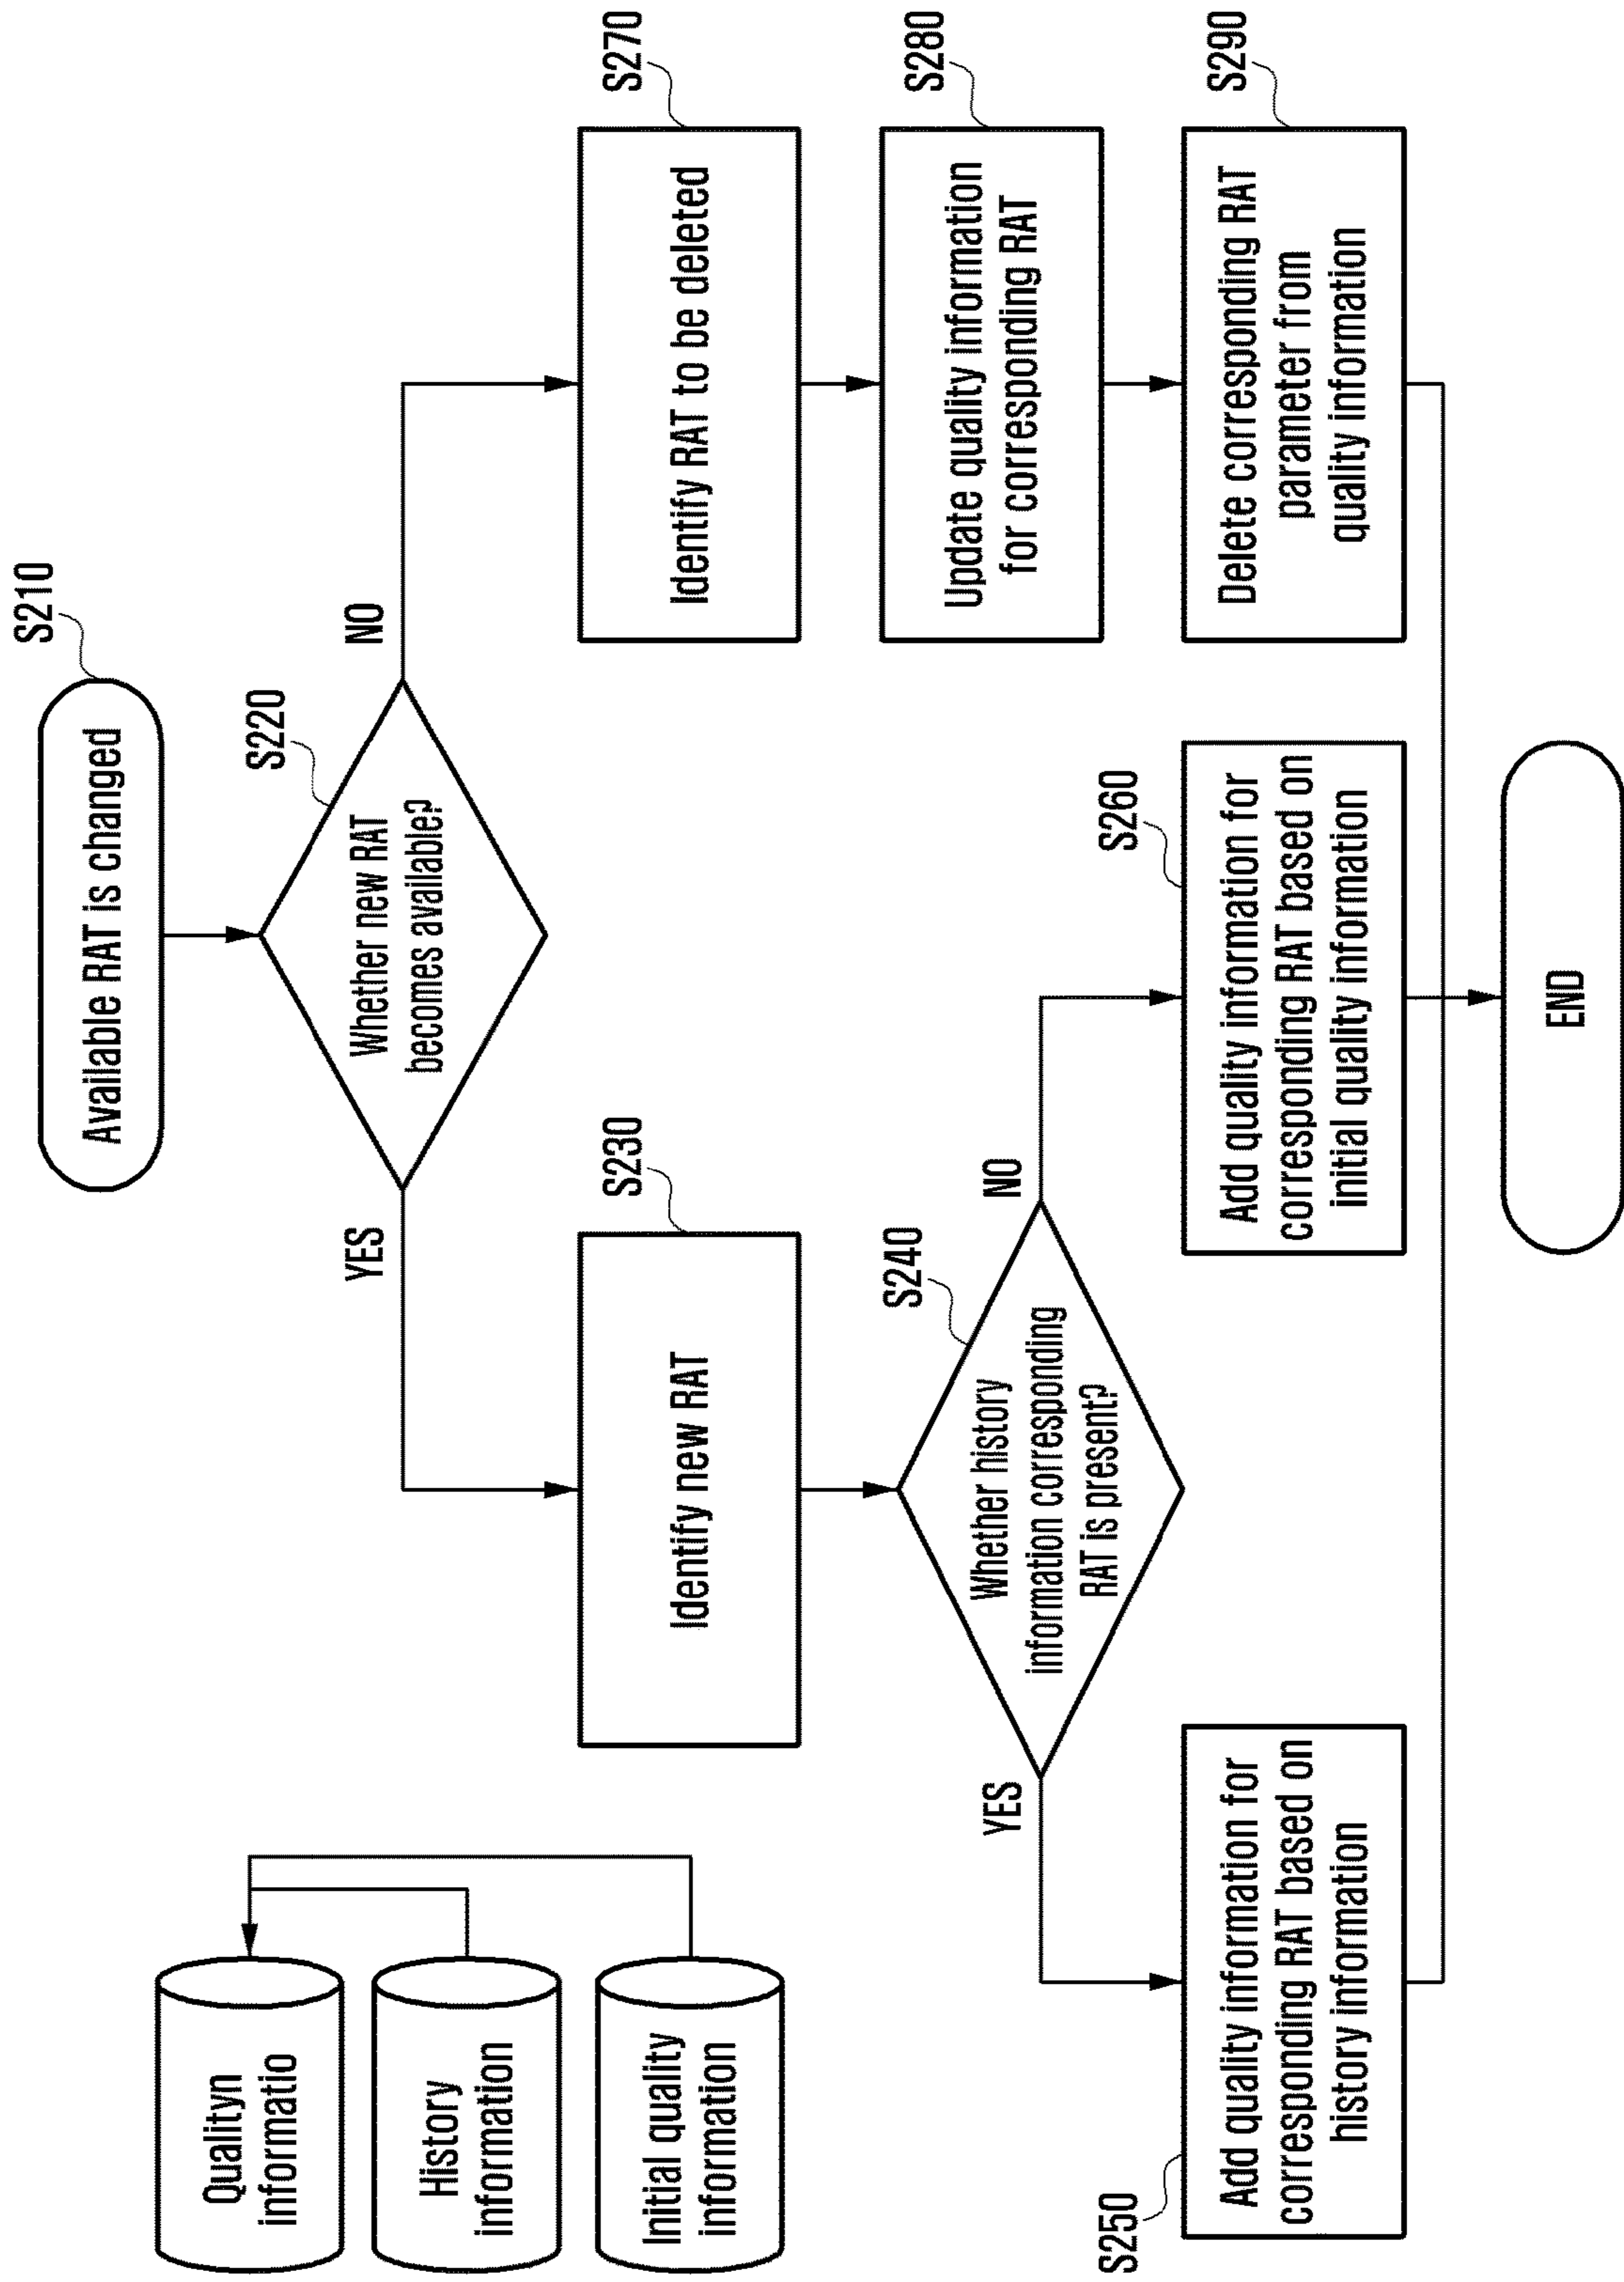 Qualityn
informatio
History
information
Initial quality
information
Available RAT is changed
S210
Whether new RAT
becomes available?
S220
YES
NO
Identify new RAT
S230
Identify RAT to be deleted
S270
Whether history
information corresponding
RAT is present?
S240
YES
NO
Update quality information
for corresponding RAT
S280
Add quality information for
corresponding RAT based on
history information
S250
Add quality information for
corresponding RAT based on
initial quality information
S260
Delete corresponding RAT
parameter from
quality information
S290
END